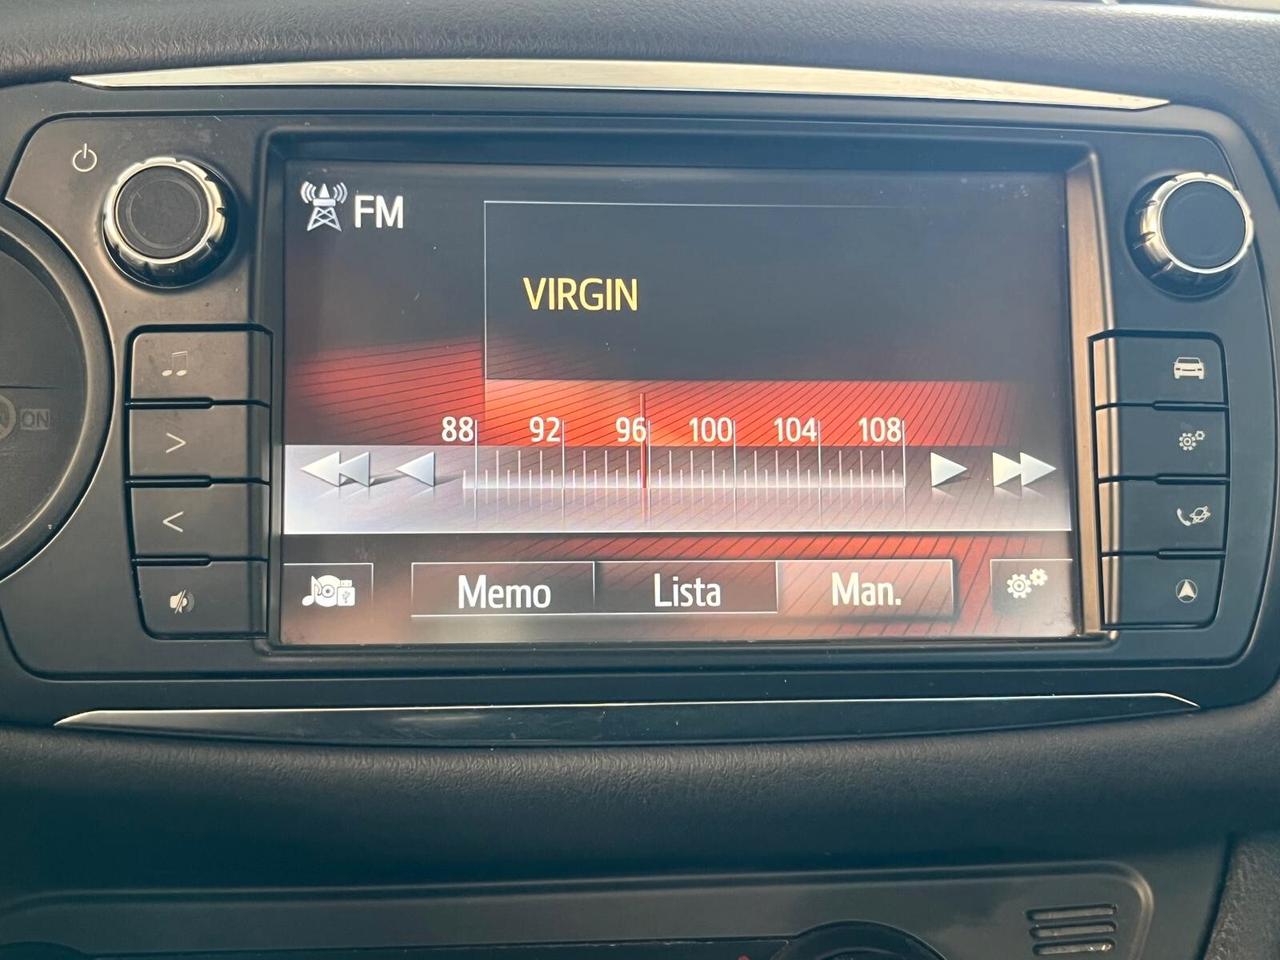 FM
VIRGIN
88 92 96 100 104 108
ON
Memo Lista Man.